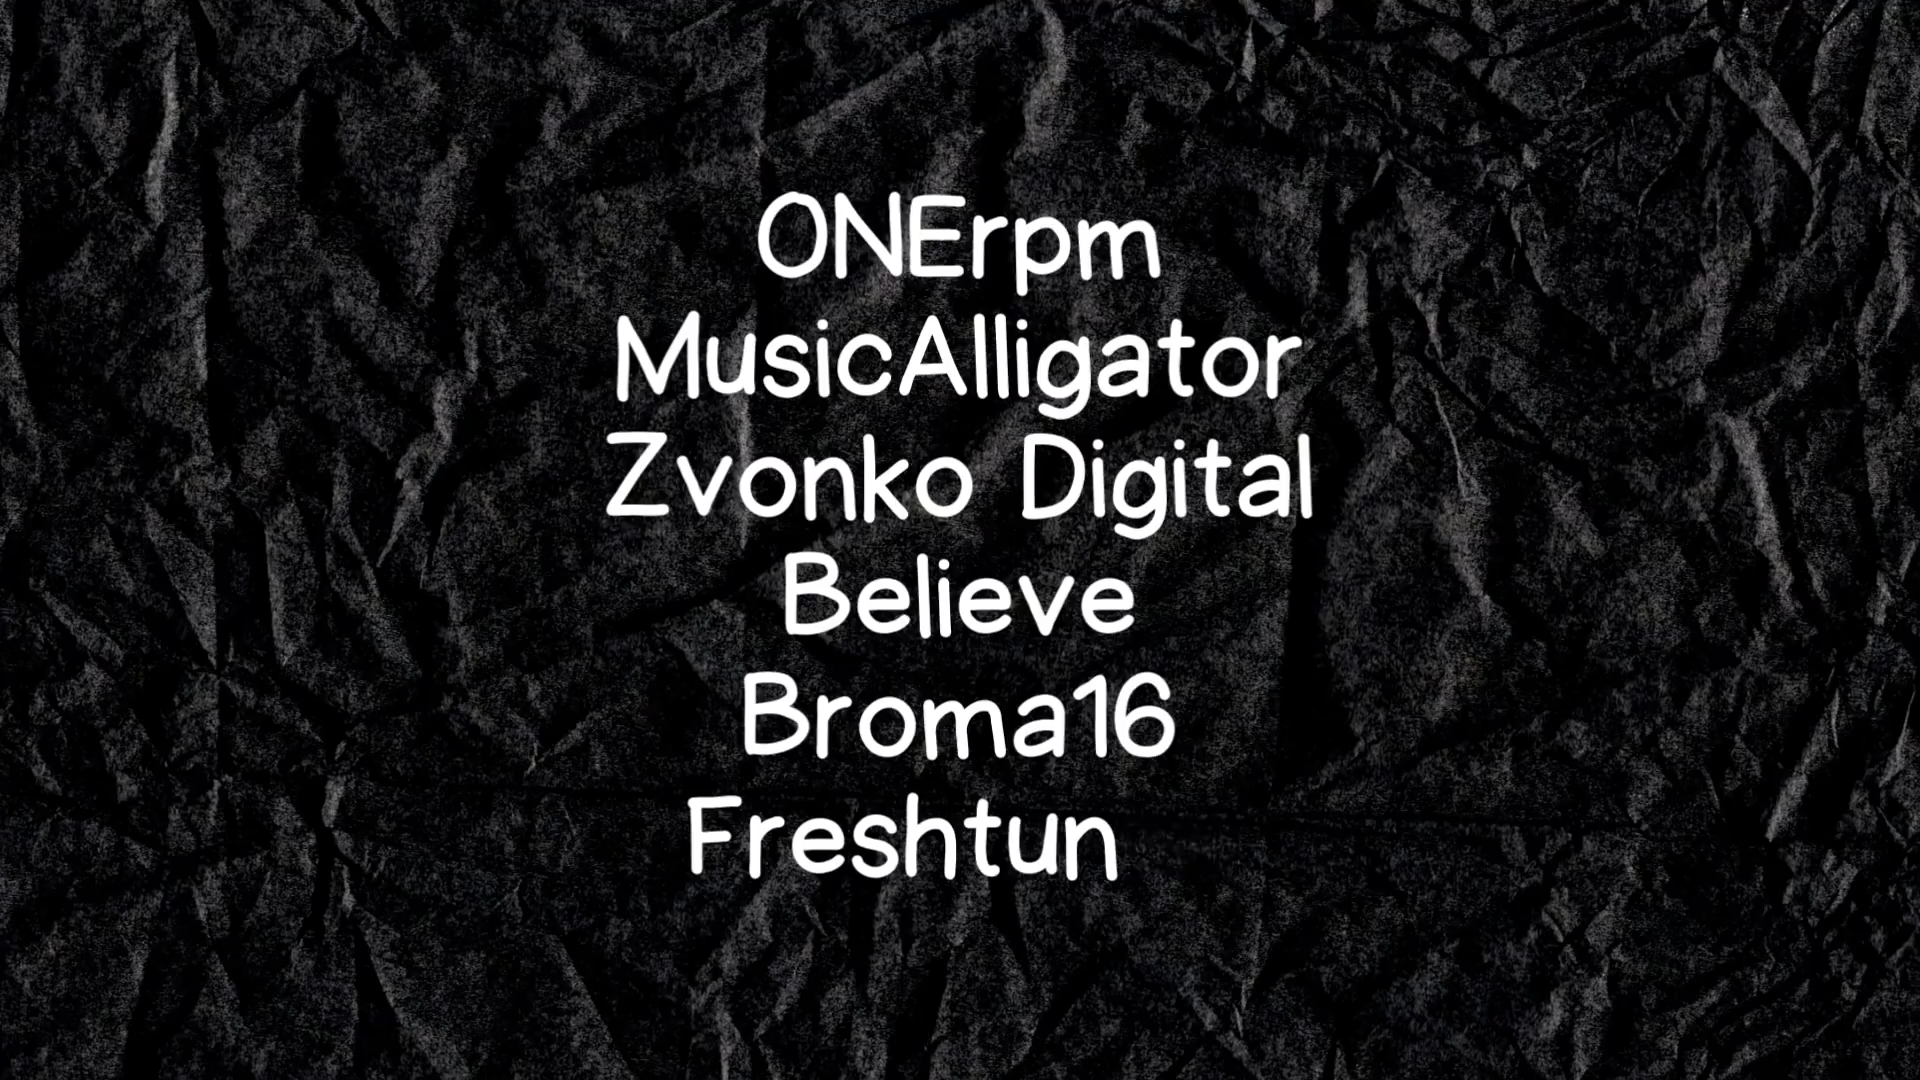 ONErpm
MusicAlligator
Zvonko Digital
Believe
Broma16
Freshtun